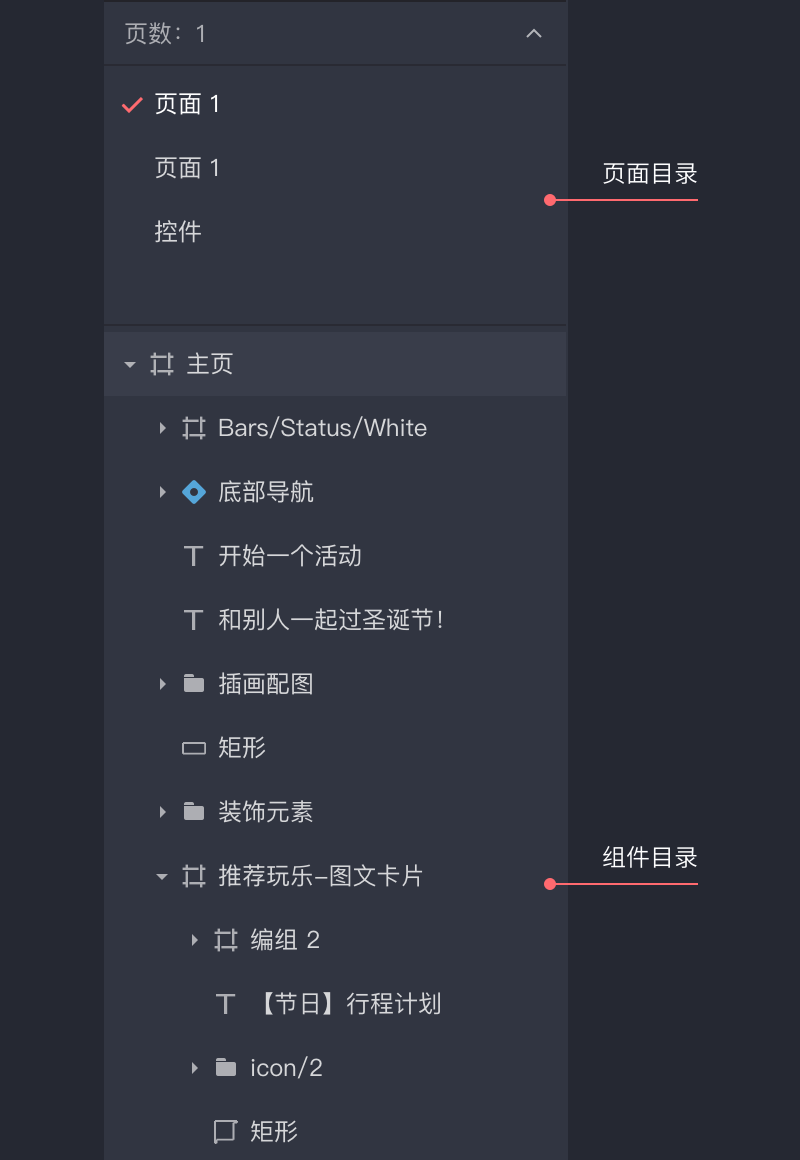 页数：1
页面 1
页面 1
页面目录
控件
主页
Bars/Status/White
底部导航
开始一个活动
和别人一起过圣诞节！
插画配图
矩形
装饰元素
组件目录
推荐玩乐-图文卡片
编组 2
【节日】行程计划
icon/2
矩形